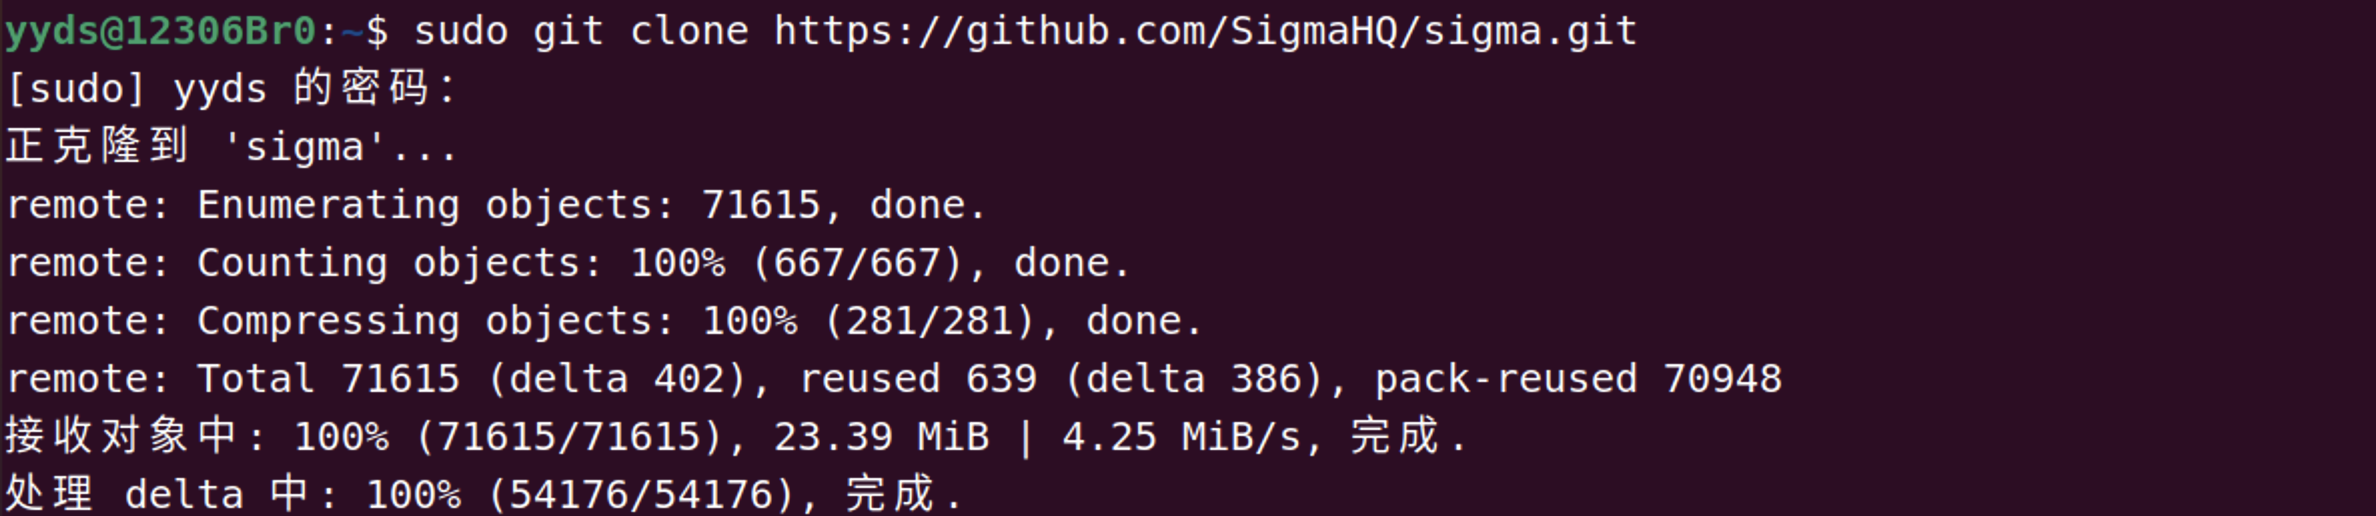 yyds@12306Br0:~$ sudo git clone https://github.com/SigmaHQ/sigma.git
[sudo] yyds 的密码：
正克隆到 'sigma'...
remote: Enumerating objects: 71615, done.
remote: Counting objects: 100% (667/667), done.
remote: Compressing objects: 100% (281/281), done.
remote: Total 71615 (delta 402), reused 639 (delta 386), pack-reused 70948
接收对象中: 100% (71615/71615), 23.39 MiB | 4.25 MiB/s, 完成.
处理 delta 中: 100% (54176/54176), 完成.